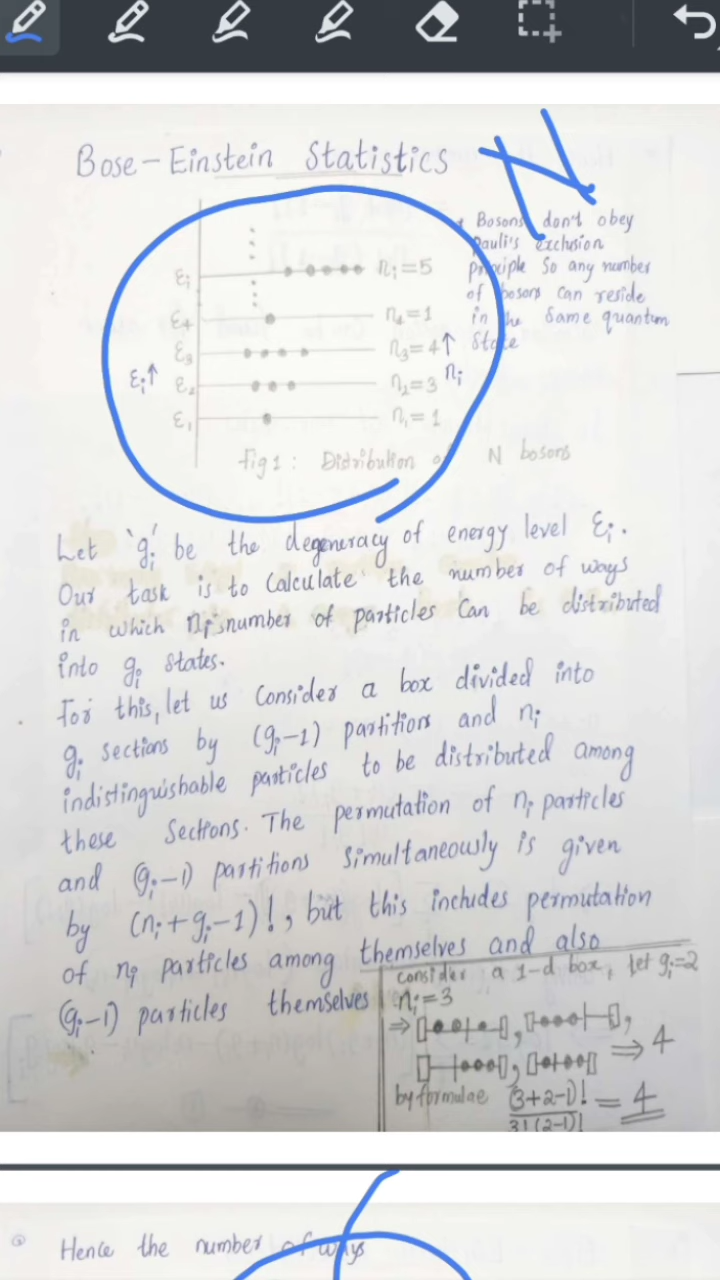 Bose-Einstein Statistics
N
Bosons don't obey
Pauli's exclusion
principle so any number
of bosons can reside
in the same quantum
state
εi ni=5
ε4 n4=1
ε3 n3=4↑
εi↑ ε2 n2=3 ni
ε1 n1=1
fig 1: Distribution of N bosons
Let 'gi' be the degeneracy of energy level εi.
Our task is to calculate the number of ways
in which ni's number of particles can be distributed
into gi states.
For this, let us consider a box divided into
gi sections by (gi-1) partitions and ni
indistinguishable particles to be distributed among
these sections. The permutation of ni particles
and (gi-1) partitions simultaneously is given
by (ni+gi-1)!, but this includes permutation
of ni particles among themselves and also
(gi-1) particles themselves
consider a 1-d box, let gi=2
ni=3
⇒ , ,
, ⇒ 4
by formulae (3+2-1)! = 4
3!(2-1)!
Hence the number of ways